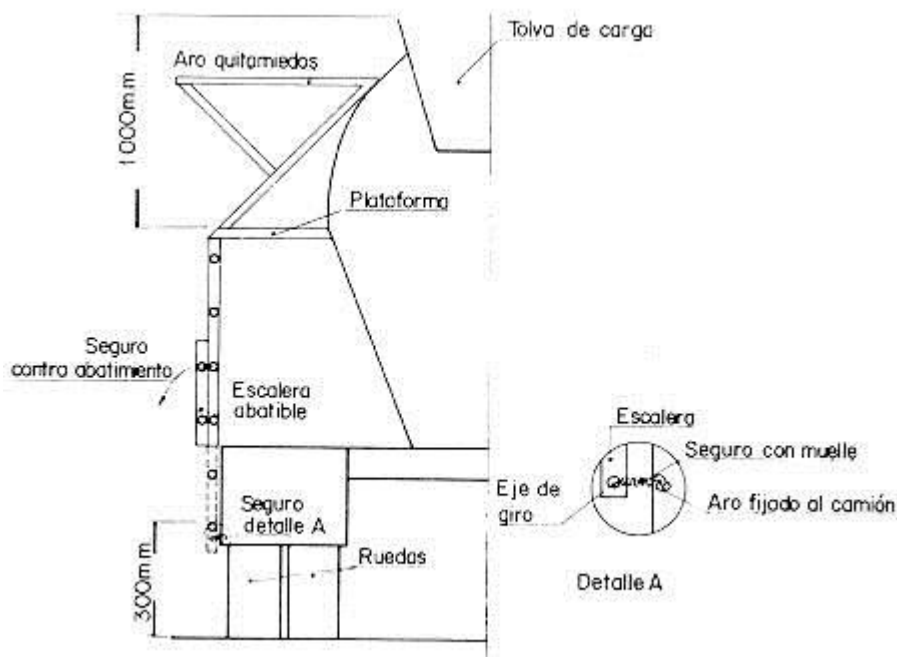 Tolva de carga
Aro quitamiedos
1000mm
Plataforma
Seguro
contra abatimento
Escalera
abatible
Escalera
Seguro con muelle
Eje de
giro
Aro fijado al camión
Seguro
detalle A
Ruedas
Detalle A
300mm